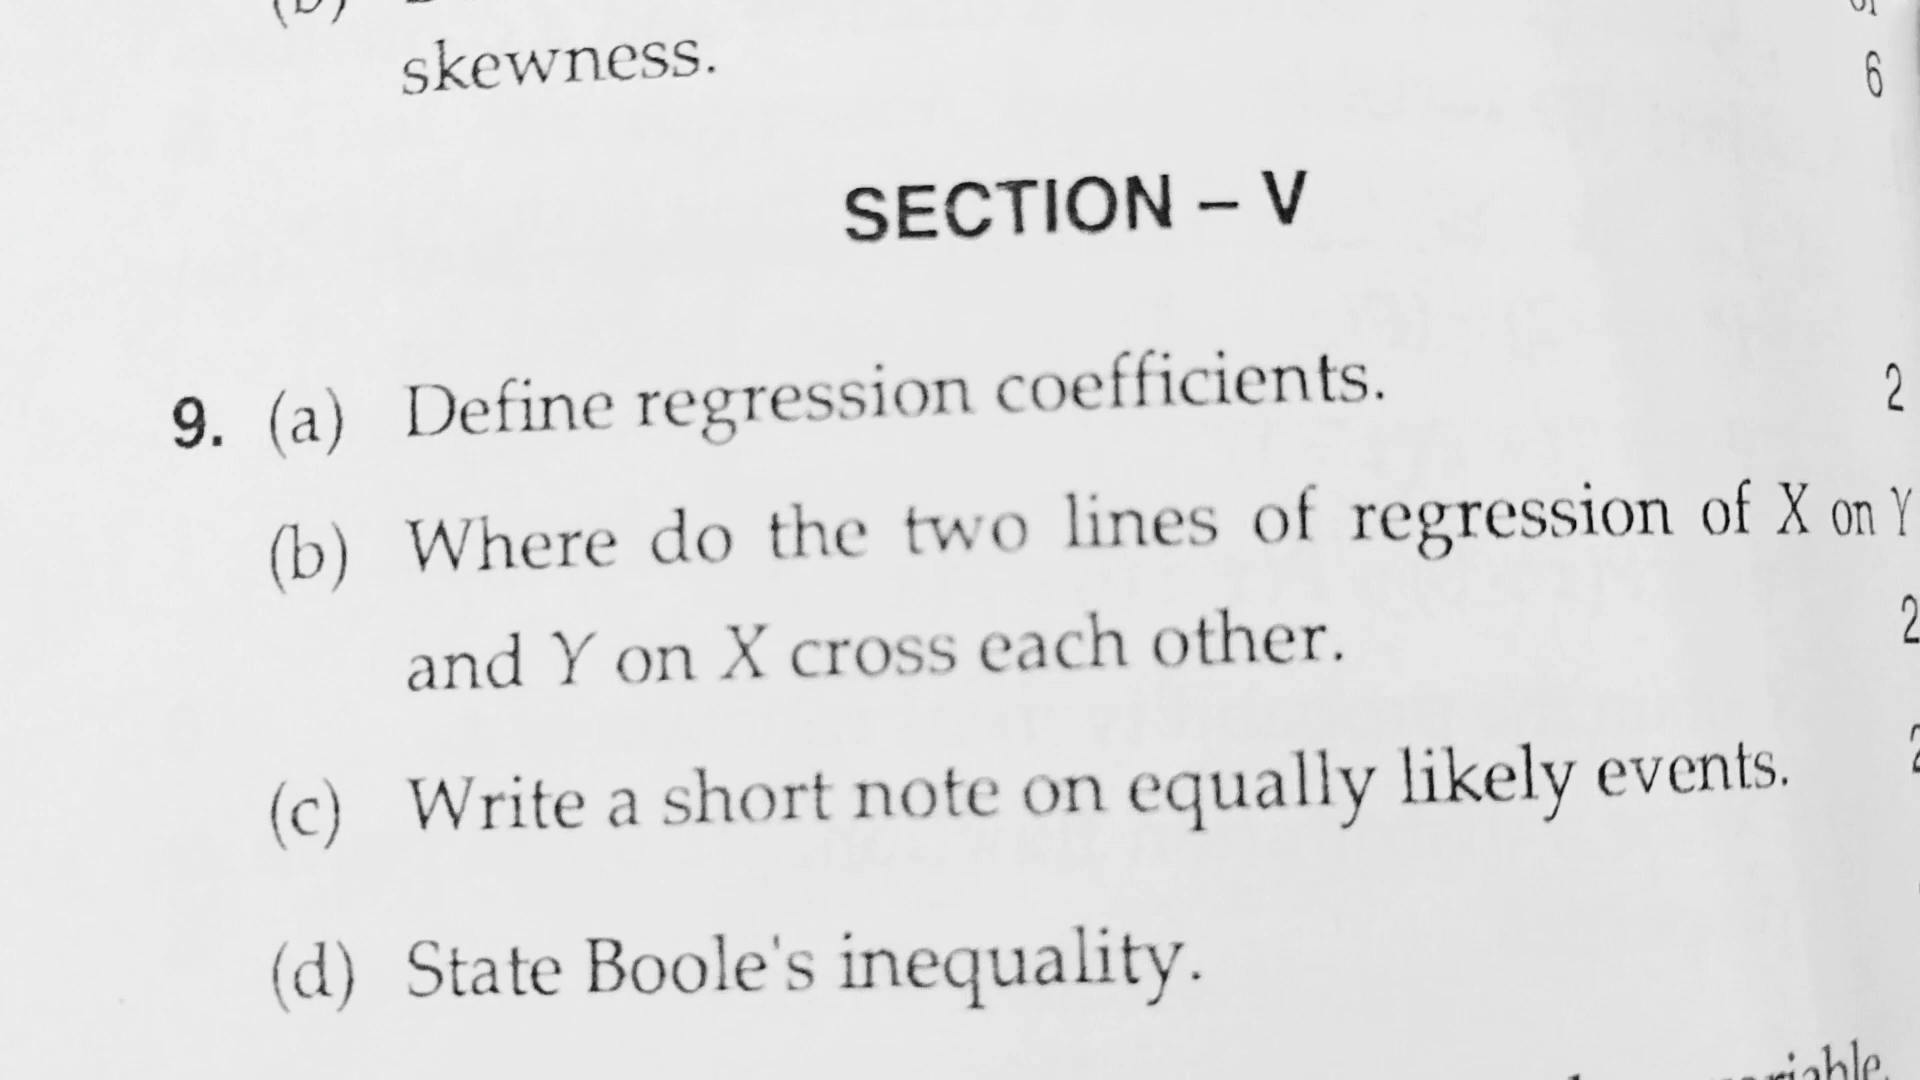 skewness.
6
SECTION – V
9. (a) Define regression coefficients. 2
(b) Where do the two lines of regression of X on Y
and Y on X cross each other. 2
(c) Write a short note on equally likely events.
(d) State Boole's inequality.